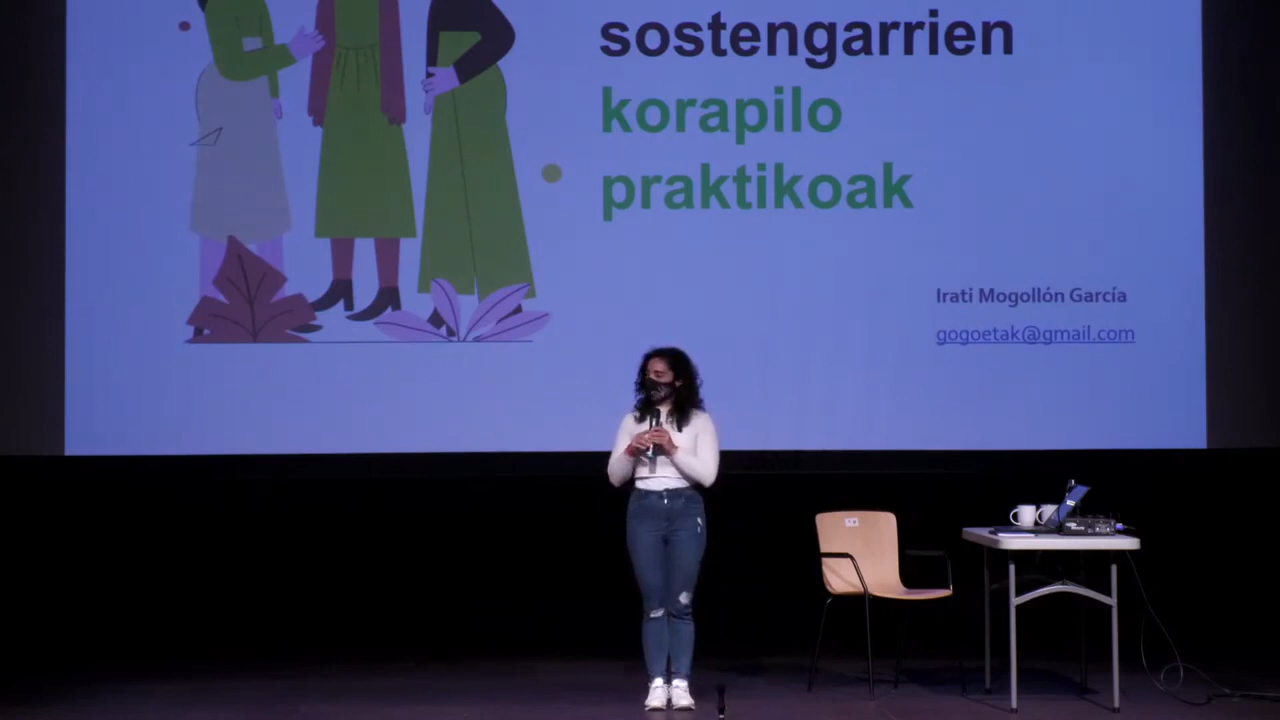 sostengarrien
korapilo
praktikoak
Irati Mogollón García
gogoetak@gmail.com